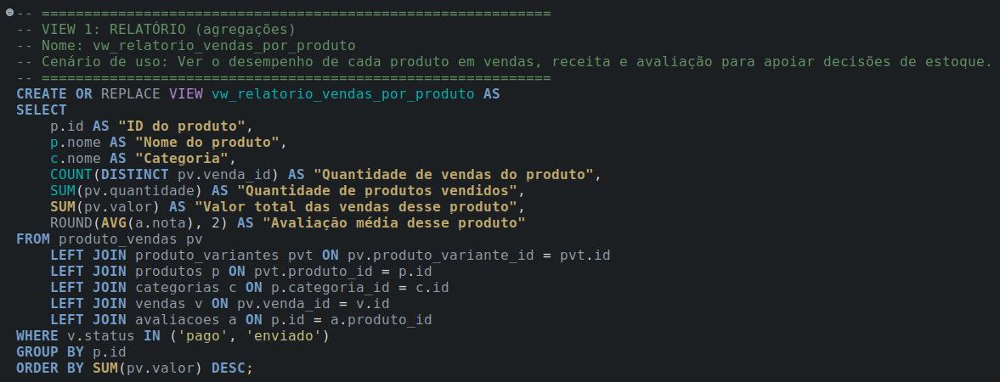 -- ============================================================
-- VIEW 1: RELATÓRIO (agregações)
-- Nome: vw_relatorio_vendas_por_produto
-- Cenário de uso: Ver o desempenho de cada produto em vendas, receita e avaliação para apoiar decisões de estoque.
-- ============================================================
CREATE OR REPLACE VIEW vw_relatorio_vendas_por_produto AS
SELECT
    p.id AS "ID do produto",
    p.nome AS "Nome do produto",
    c.nome AS "Categoria",
    COUNT(DISTINCT pv.venda_id) AS "Quantidade de vendas do produto",
    SUM(pv.quantidade) AS "Quantidade de produtos vendidos",
    SUM(pv.valor) AS "Valor total das vendas desse produto",
    ROUND(AVG(a.nota), 2) AS "Avaliação média desse produto"
FROM produto_vendas pv
    LEFT JOIN produto_variantes pvt ON pv.produto_variante_id = pvt.id
    LEFT JOIN produtos p ON pvt.produto_id = p.id
    LEFT JOIN categorias c ON p.categoria_id = c.id
    LEFT JOIN vendas v ON pv.venda_id = v.id
    LEFT JOIN avaliacoes a ON p.id = a.produto_id
WHERE v.status IN ('pago', 'enviado')
GROUP BY p.id
ORDER BY SUM(pv.valor) DESC;